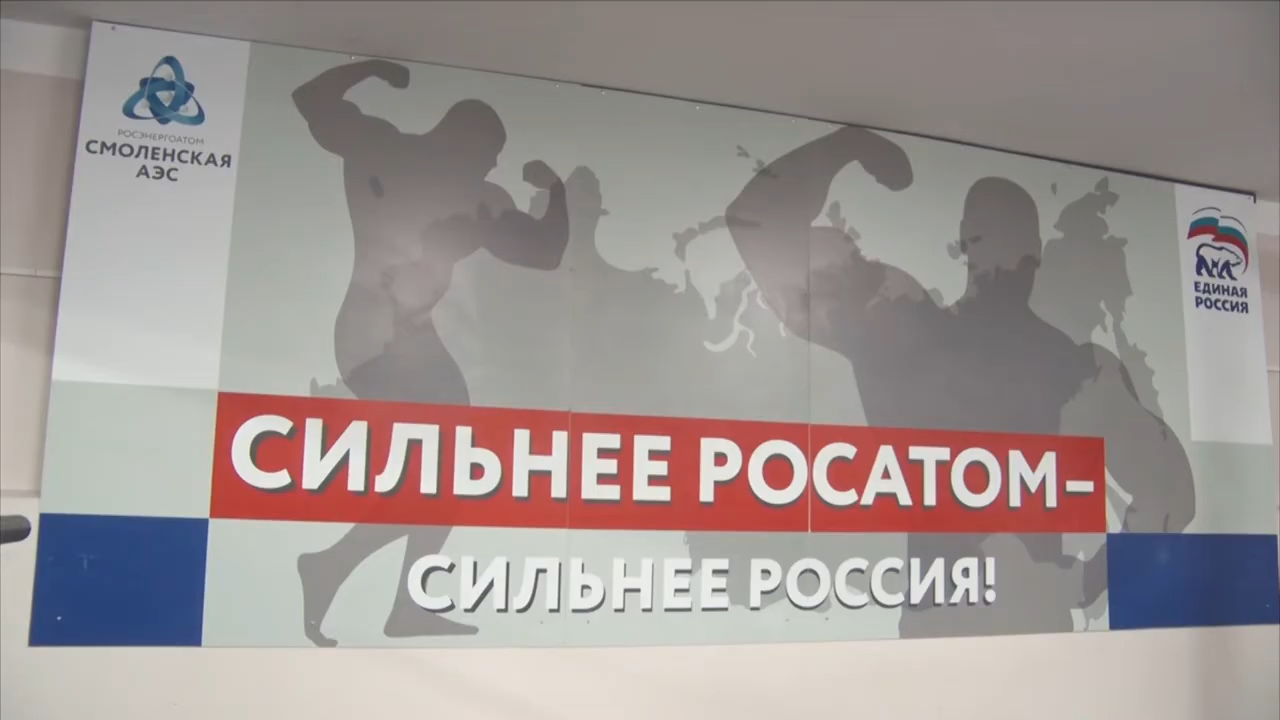 РОСЭНЕРГОАТОМ
СМОЛЕНСКАЯ
АЭС
ЕДИНАЯ
РОССИЯ
СИЛЬНЕЕ РОСАТОМ–
СИЛЬНЕЕ РОССИЯ!